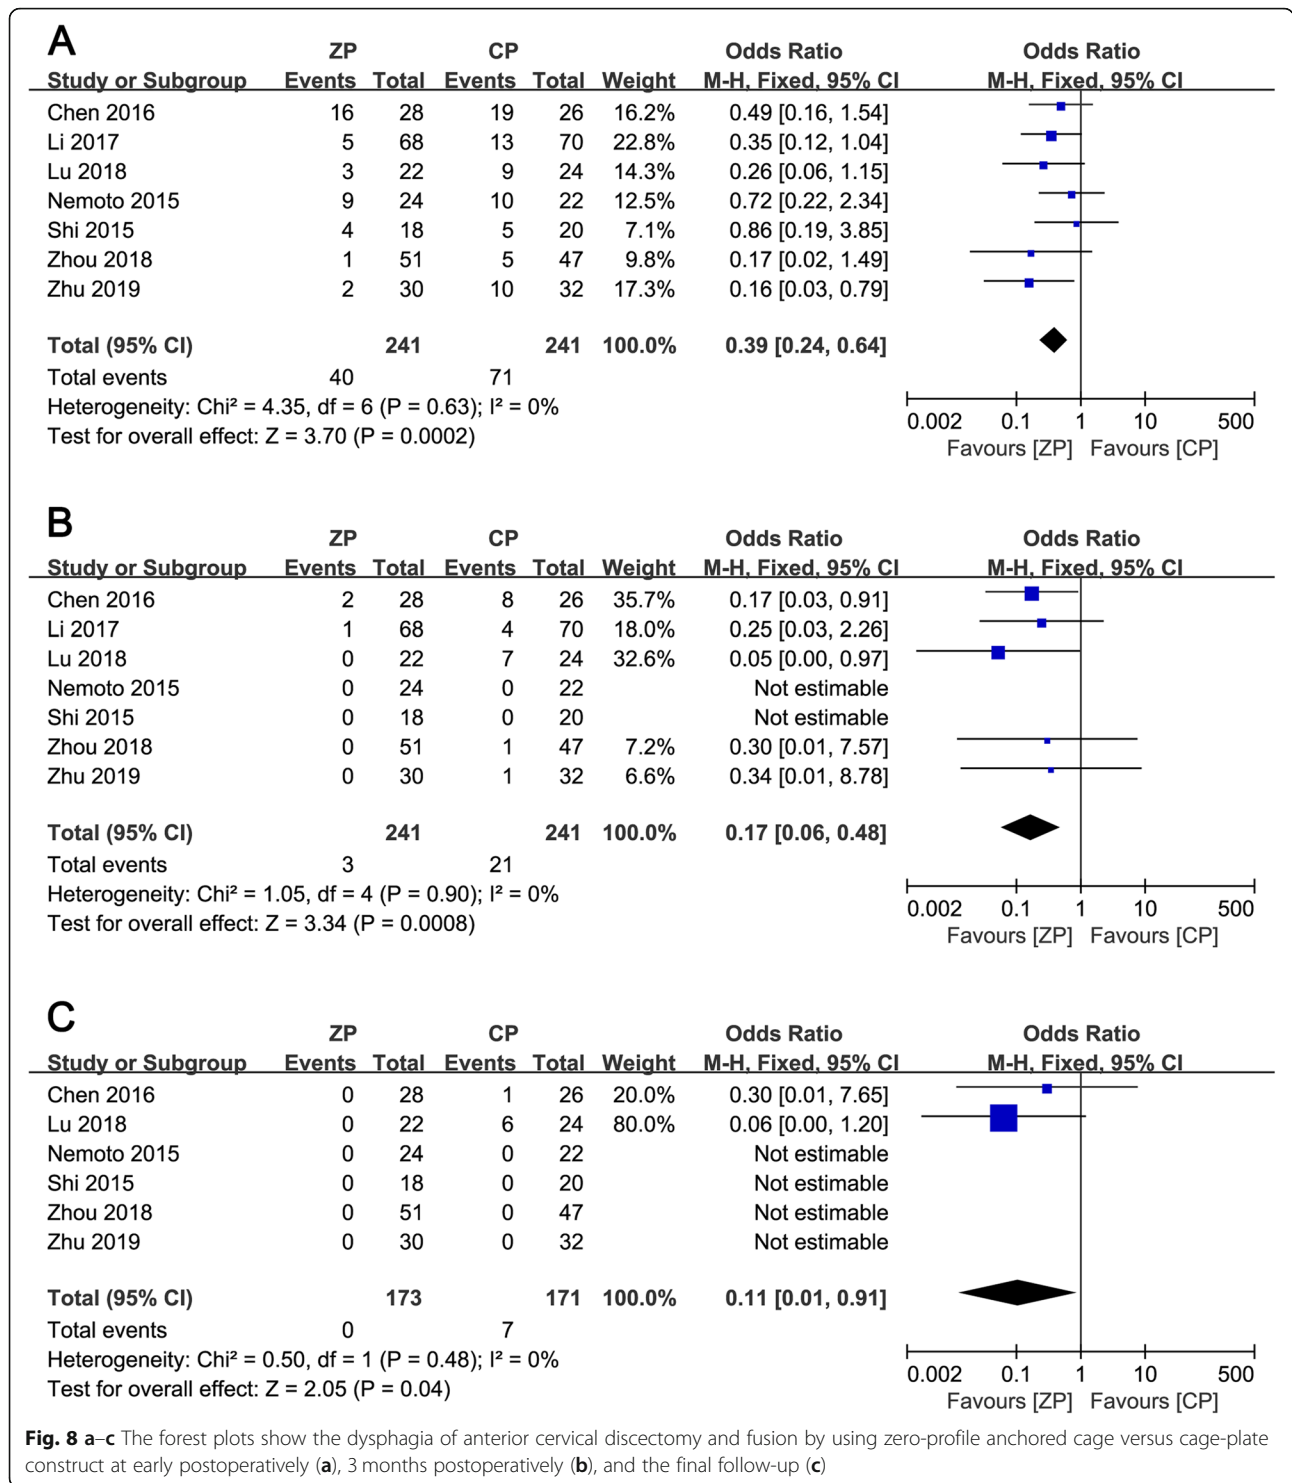 A
ZP CP Odds Ratio Odds Ratio
Study or Subgroup Events Total Events Total Weight M-H, Fixed, 95% CI M-H, Fixed, 95% CI
Chen 2016 16 28 19 26 16.2% 0.49 [0.16, 1.54]
Li 2017 5 68 13 70 22.8% 0.35 [0.12, 1.04]
Lu 2018 3 22 9 24 14.3% 0.26 [0.06, 1.15]
Nemoto 2015 9 24 10 22 12.5% 0.72 [0.22, 2.34]
Shi 2015 4 18 5 20 7.1% 0.86 [0.19, 3.85]
Zhou 2018 1 51 5 47 9.8% 0.17 [0.02, 1.49]
Zhu 2019 2 30 10 32 17.3% 0.16 [0.03, 0.79]
Total (95% CI) 241 241 100.0% 0.39 [0.24, 0.64]
Total events 40 71
Heterogeneity: Chi² = 4.35, df = 6 (P = 0.63); I² = 0%
Test for overall effect: Z = 3.70 (P = 0.0002)
0.002 0.1 1 10 500
Favours [ZP] Favours [CP]
B
ZP CP Odds Ratio Odds Ratio
Study or Subgroup Events Total Events Total Weight M-H, Fixed, 95% CI M-H, Fixed, 95% CI
Chen 2016 2 28 8 26 35.7% 0.17 [0.03, 0.91]
Li 2017 1 68 4 70 18.0% 0.25 [0.03, 2.26]
Lu 2018 0 22 7 24 32.6% 0.05 [0.00, 0.97]
Nemoto 2015 0 24 0 22 Not estimable
Shi 2015 0 18 0 20 Not estimable
Zhou 2018 0 51 1 47 7.2% 0.30 [0.01, 7.57]
Zhu 2019 0 30 1 32 6.6% 0.34 [0.01, 8.78]
Total (95% CI) 241 241 100.0% 0.17 [0.06, 0.48]
Total events 3 21
Heterogeneity: Chi² = 1.05, df = 4 (P = 0.90); I² = 0%
Test for overall effect: Z = 3.34 (P = 0.0008)
0.002 0.1 1 10 500
Favours [ZP] Favours [CP]
C
ZP CP Odds Ratio Odds Ratio
Study or Subgroup Events Total Events Total Weight M-H, Fixed, 95% CI M-H, Fixed, 95% CI
Chen 2016 0 28 1 26 20.0% 0.30 [0.01, 7.65]
Lu 2018 0 22 6 24 80.0% 0.06 [0.00, 1.20]
Nemoto 2015 0 24 0 22 Not estimable
Shi 2015 0 18 0 20 Not estimable
Zhou 2018 0 51 0 47 Not estimable
Zhu 2019 0 30 0 32 Not estimable
Total (95% CI) 173 171 100.0% 0.11 [0.01, 0.91]
Total events 0 7
Heterogeneity: Chi² = 0.50, df = 1 (P = 0.48); I² = 0%
Test for overall effect: Z = 2.05 (P = 0.04)
0.002 0.1 1 10 500
Favours [ZP] Favours [CP]
Fig. 8 a–c The forest plots show the dysphagia of anterior cervical discectomy and fusion by using zero-profile anchored cage versus cage-plate
construct at early postoperatively (a), 3 months postoperatively (b), and the final follow-up (c)